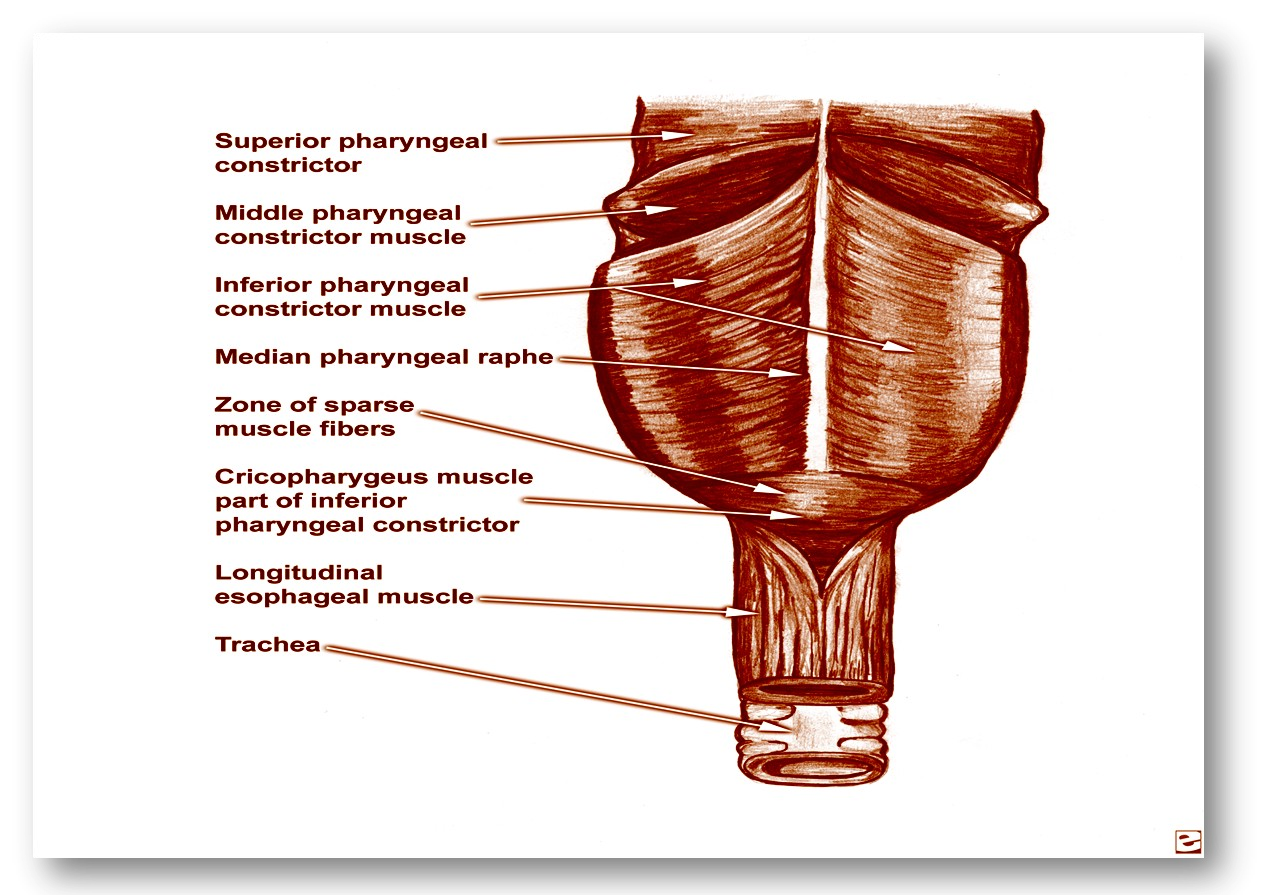 Superior pharyngeal
constrictor
Middle pharyngeal
constrictor muscle
Inferior pharyngeal
constrictor muscle
Median pharyngeal raphe
Zone of sparse
muscle fibers
Cricopharygeus muscle
part of inferior
pharyngeal constrictor
Longitudinal
esophageal muscle
Trachea